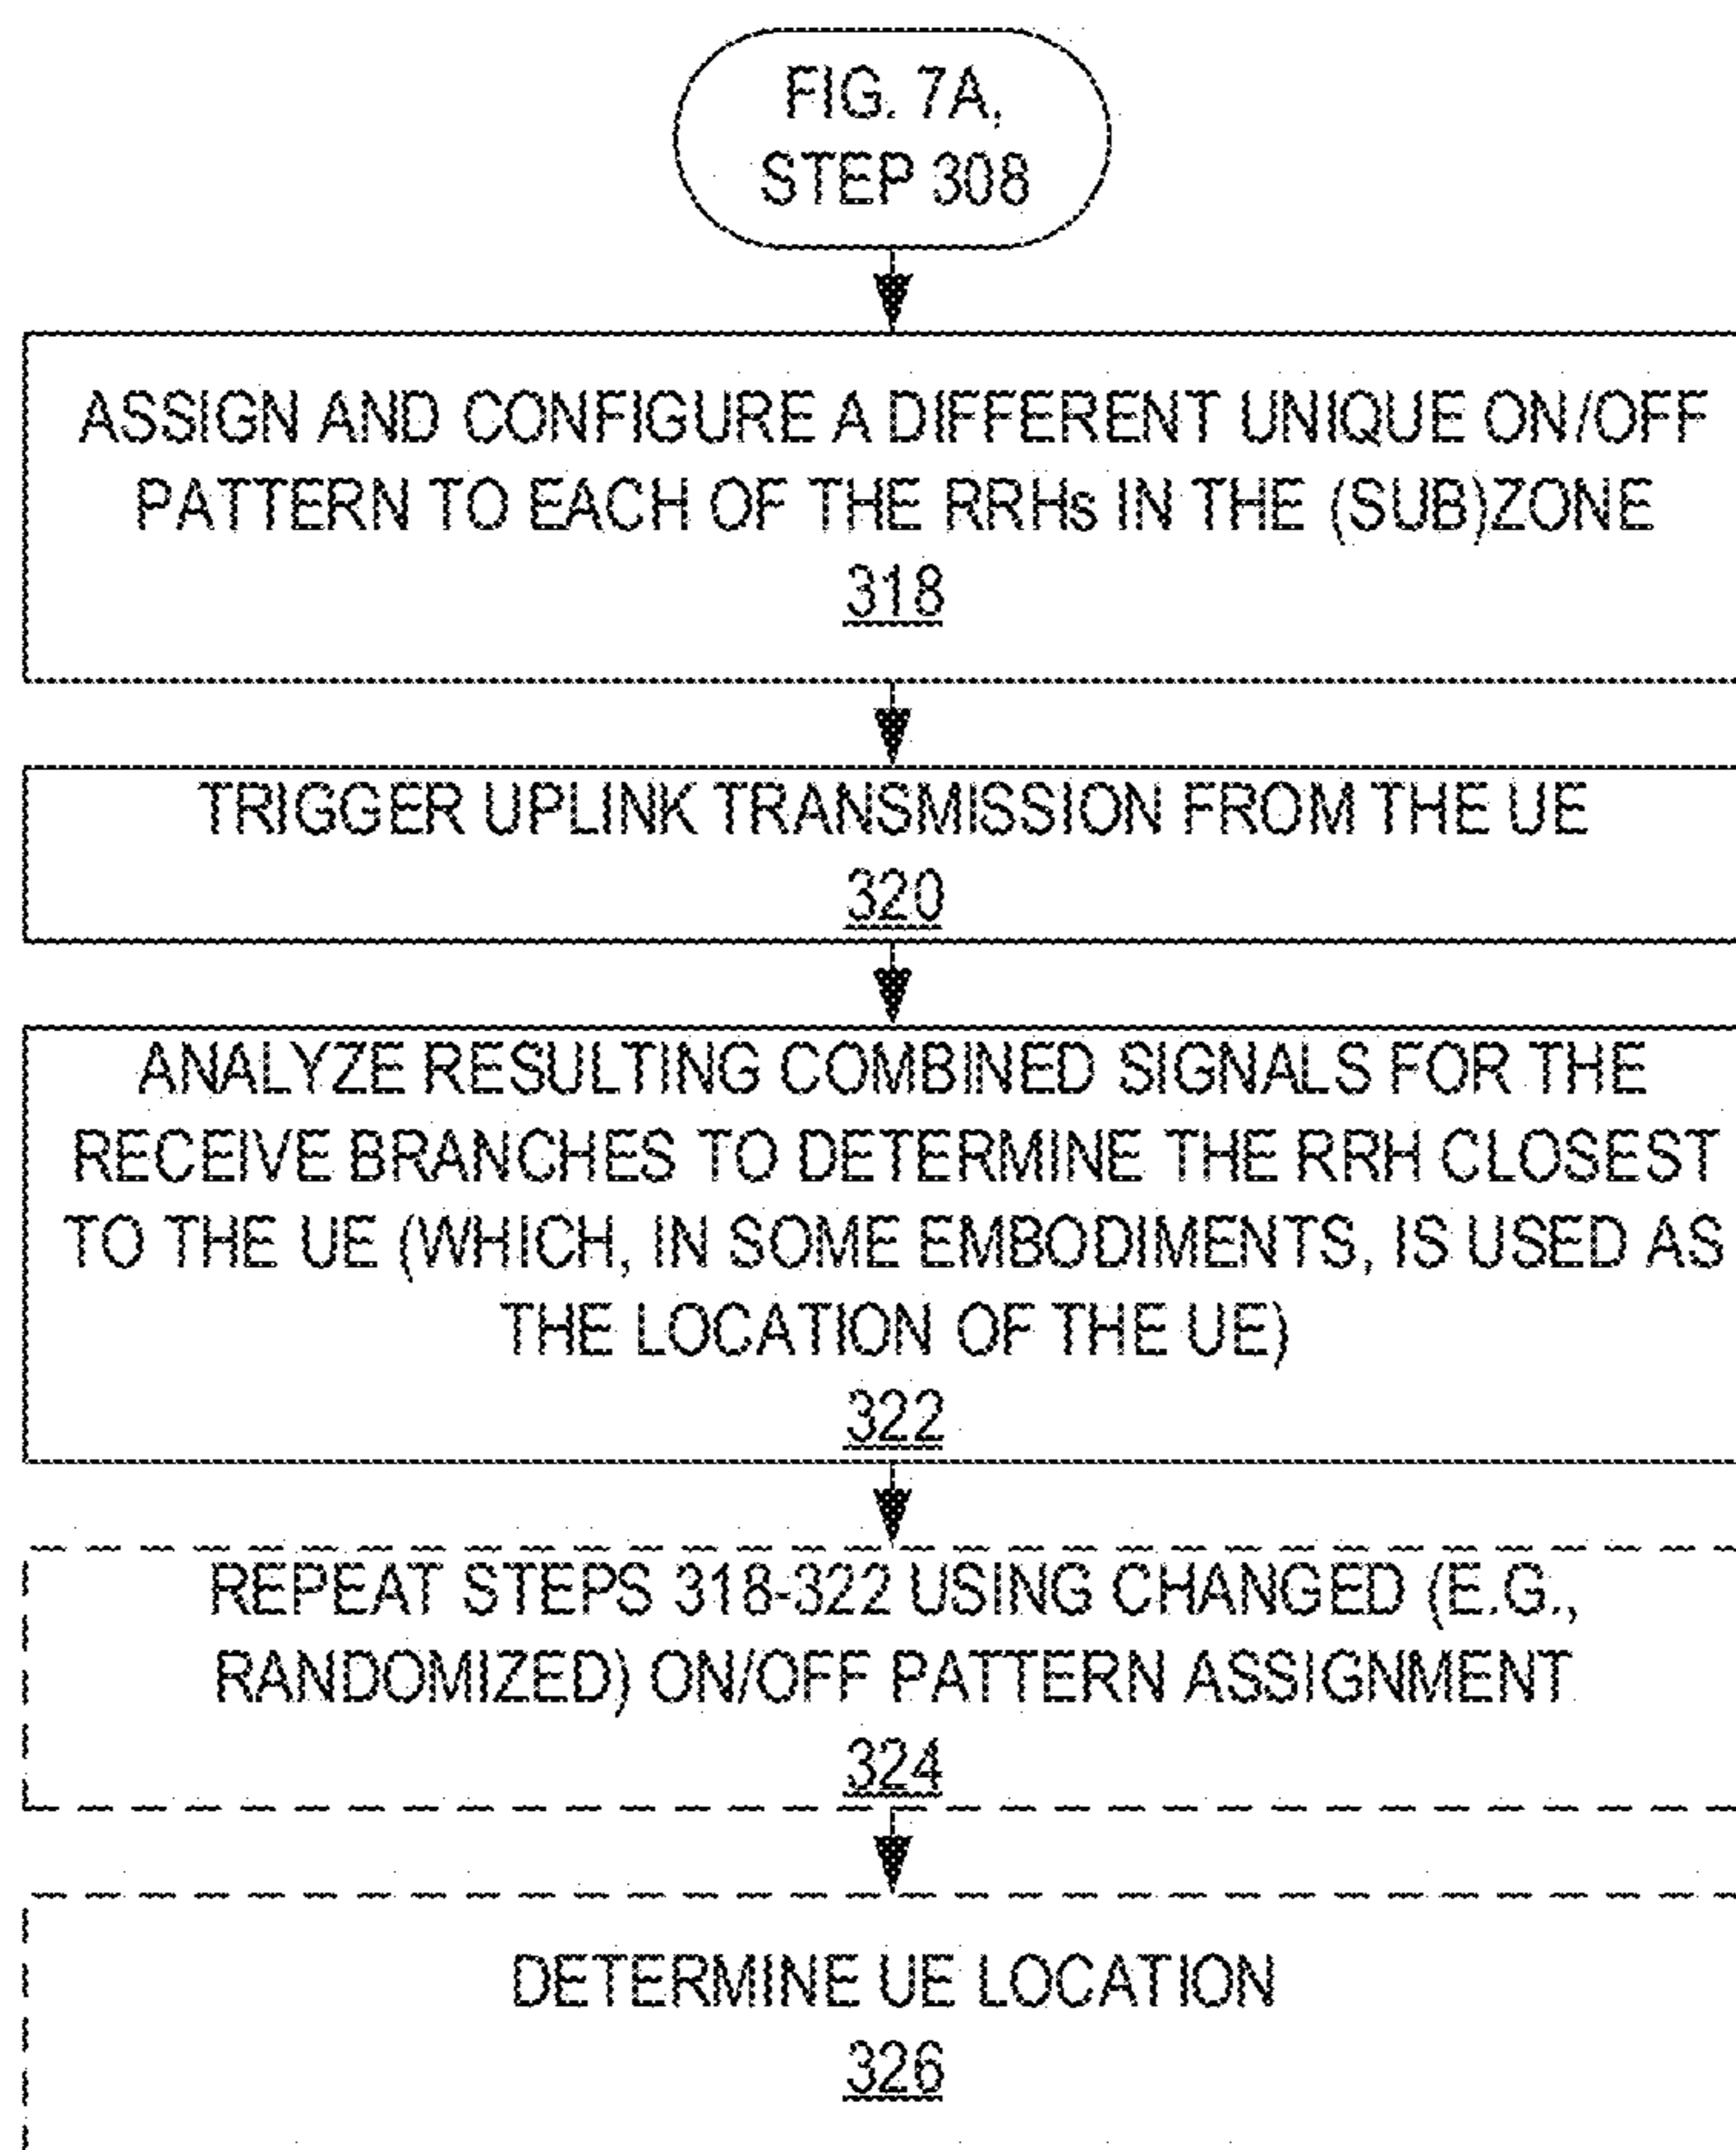 FIG. 7A,
STEP 308
ASSIGN AND CONFIGURE A DIFFERENT UNIQUE ON/OFF
PATTERN TO EACH OF THE RRHs IN THE (SUB)ZONE
318
TRIGGER UPLINK TRANSMISSION FROM THE UE
320
ANALYZE RESULTING COMBINED SIGNALS FOR THE
RECEIVE BRANCHES TO DETERMINE THE RRH CLOSEST
TO THE UE (WHICH, IN SOME EMBODIMENTS, IS USED AS
THE LOCATION OF THE UE)
322
REPEAT STEPS 318-322 USING CHANGED (E.G.,
RANDOMIZED) ON/OFF PATTERN ASSIGNMENT
324
DETERMINE UE LOCATION
326